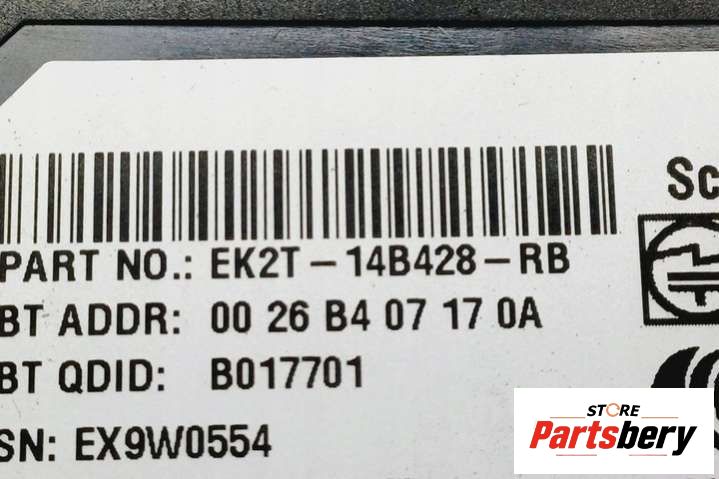 Sc
PART NO.: EK2T-14B428-RB
BT ADDR: 00 26 B4 07 17 0A
BT QDID: B017701
SN: EX9W0554
STORE
Partsbery